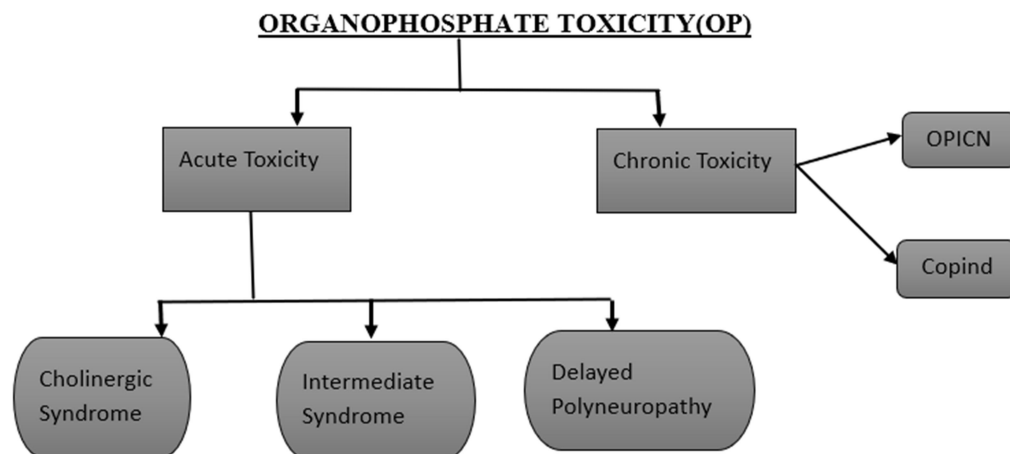 ORGANOPHOSPHATE TOXICITY(OP)
Acute Toxicity
Chronic Toxicity
OPICN
Copind
Cholinergic
Syndrome
Intermediate
Syndrome
Delayed
Polyneuropathy